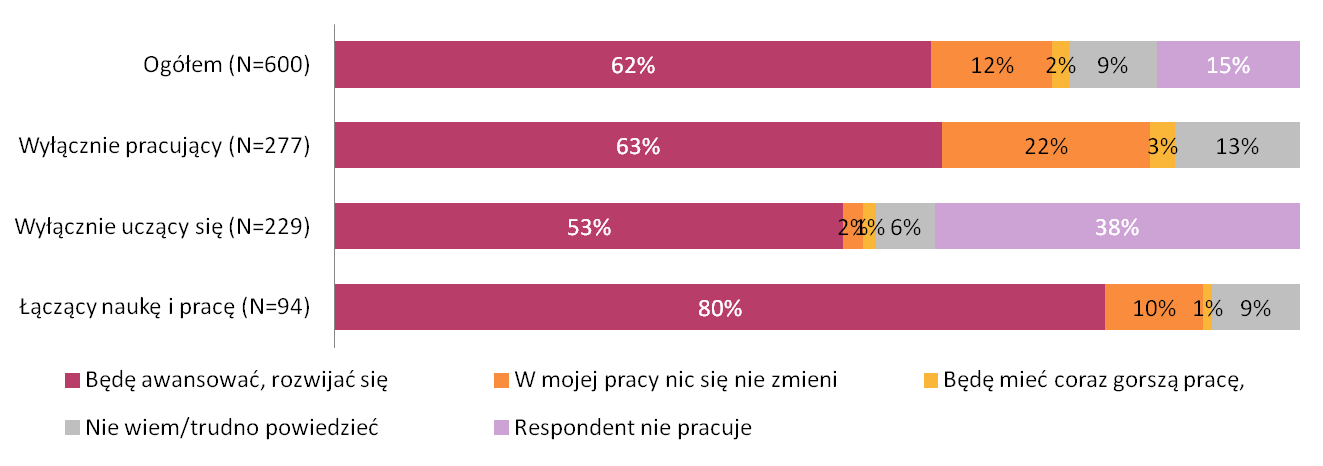 Ogółem (N=600) 62% 12% 2% 9% 15%
Wyłącznie pracujący (N=277) 63% 22% 3% 13%
Wyłącznie uczący się (N=229) 53% 2% 1% 6% 38%
Łączący naukę i pracę (N=94) 80% 10% 1% 9%
Będę awansować, rozwijać się W mojej pracy nic się nie zmieni Będę mieć coraz gorszą pracę,
Nie wiem/trudno powiedzieć Respondent nie pracuje